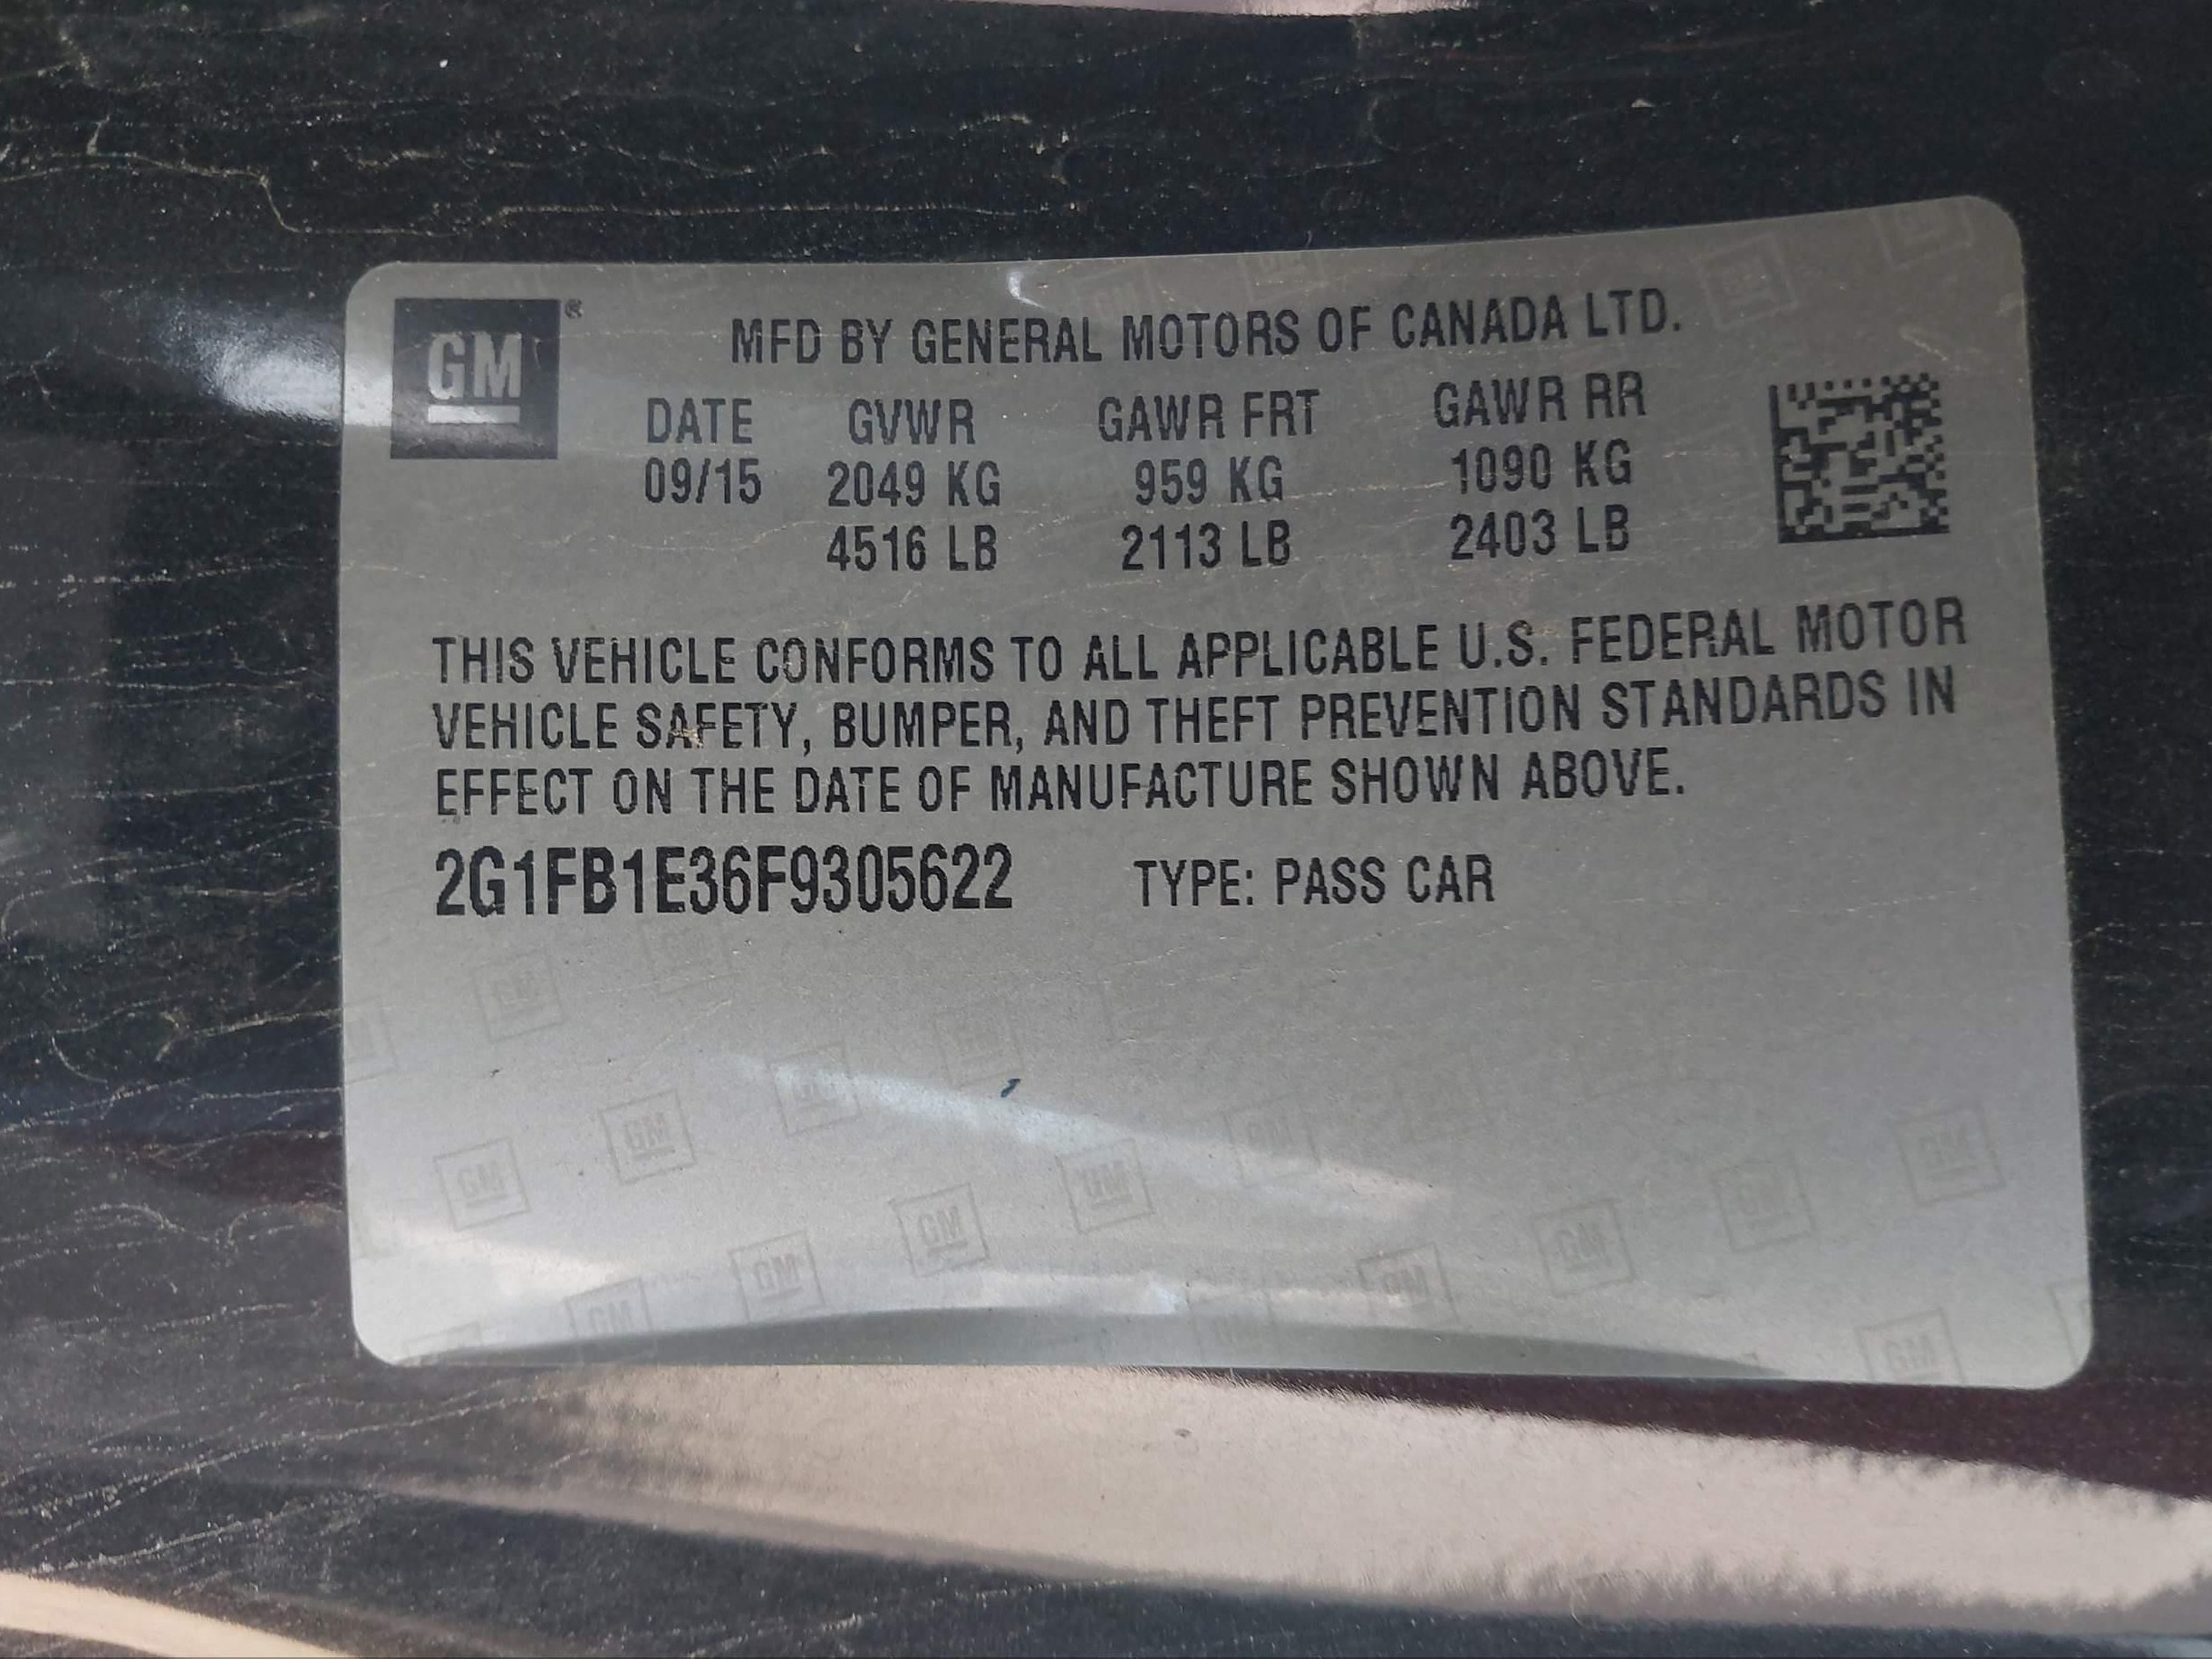 GM®
MFD BY GENERAL MOTORS OF CANADA LTD.
DATE GVWR GAWR FRT GAWR RR
09/15 2049 KG 959 KG 1090 KG
4516 LB 2113 LB 2403 LB
THIS VEHICLE CONFORMS TO ALL APPLICABLE U.S. FEDERAL MOTOR
VEHICLE SAFETY, BUMPER, AND THEFT PREVENTION STANDARDS IN
EFFECT ON THE DATE OF MANUFACTURE SHOWN ABOVE.
2G1FB1E36F9305622 TYPE: PASS CAR